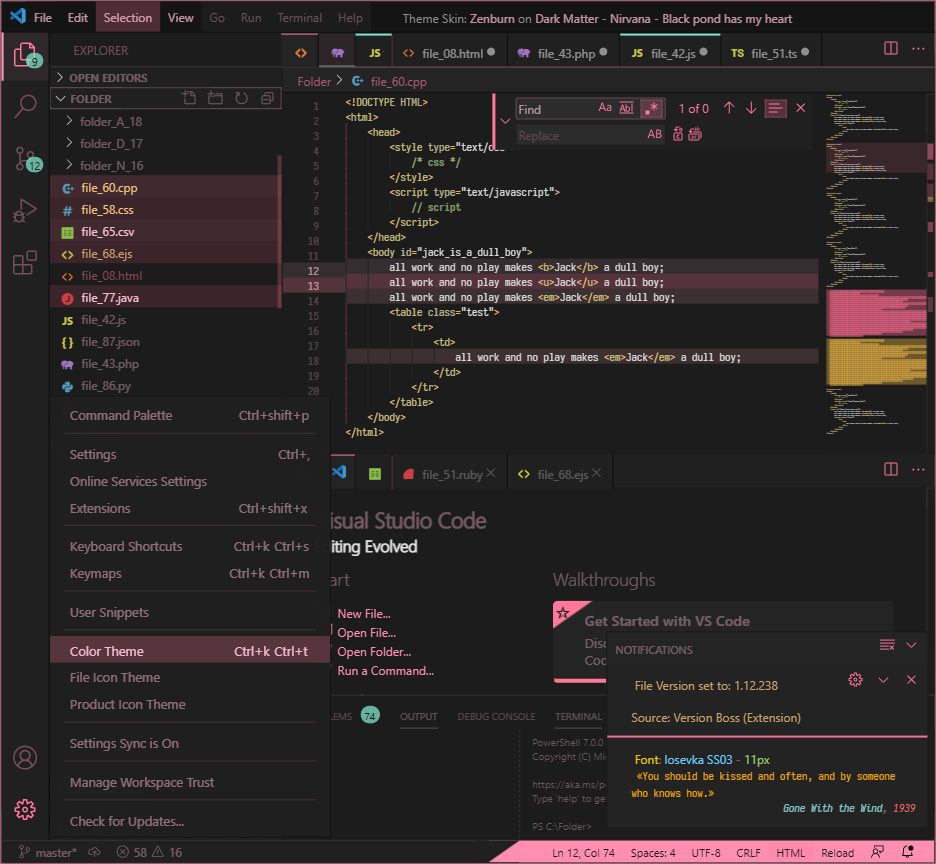 File Edit Selection View Go Run Terminal Help Theme Skin: Zenburn on Dark Matter - Nirvana - Black pond has my heart
9
12
EXPLORER
OPEN EDITORS
FOLDER
folder_A_18
folder_D_17
folder_N_16
file_60.cpp
file_58.css
file_65.csv
file_68.ejs
file_08.html
file_77.java
JS file_42.js
file_87.json
file_43.php
file_86.py
JS file_08.html file_43.php JS file_42.js TS file_51.ts
Folder > file_60.cpp
Find Aa Abl .* 1 of 0
Replace AB
1 <!DOCTYPE HTML>
2 <html>
3 <head>
4 <style type="text/css
5 /* css */
6 </style>
7 <script type="text/javascript">
8 // script
9 </script>
10 </head>
11 <body id="jack_is_a_dull_boy">
12 all work and no play makes <b>Jack</b> a dull boy;
13 all work and no play makes <u>Jack</u> a dull boy;
14 all work and no play makes <em>Jack</em> a dull boy;
15 <table class="test">
16 <tr>
17 <td>
18 all work and no play makes <em>Jack</em> a dull boy;
19 </td>
20 </tr>
</table>
</body>
</html>
Command Palette Ctrl+shift+p
Settings Ctrl+,
Online Services Settings
Extensions Ctrl+shift+x
Keyboard Shortcuts Ctrl+k Ctrl+s
Keymaps Ctrl+k Ctrl+m
User Snippets
Color Theme Ctrl+k Ctrl+t
File Icon Theme
Product Icon Theme
Settings Sync is On
Manage Workspace Trust
Check for Updates...
file_51.ruby file_68.ejs
isual Studio Code
iting Evolved
art
New File...
Open File...
Open Folder...
Run a Command...
Walkthroughs
Get Started with VS Code
Disc
Coc
LEMS 74 OUTPUT DEBUG CONSOLE TERMINAL
PowerShell 7.0.0
Copyright (C) Mi
https://aka.ms/p
Type 'help' to ge
PS C:\Folder>
NOTIFICATIONS
File Version set to: 1.12.238
Source: Version Boss (Extension)
Font: Iosevka SS03 - 11px
«You should be kissed and often, and by someone
who knows how.»
Gone With the Wind, 1939
master* 58 16 Ln 12, Col 74 Spaces: 4 UTF-8 CRLF HTML Reload